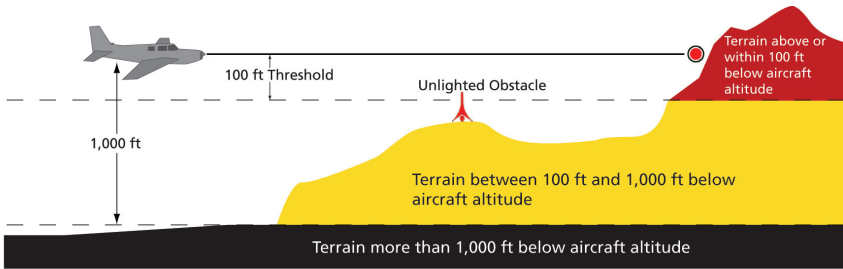 100 ft Threshold
Unlighted Obstacle
Terrain above or
within 100 ft
below aircraft
altitude
1,000 ft
Terrain between 100 ft and 1,000 ft below
aircraft altitude
Terrain more than 1,000 ft below aircraft altitude